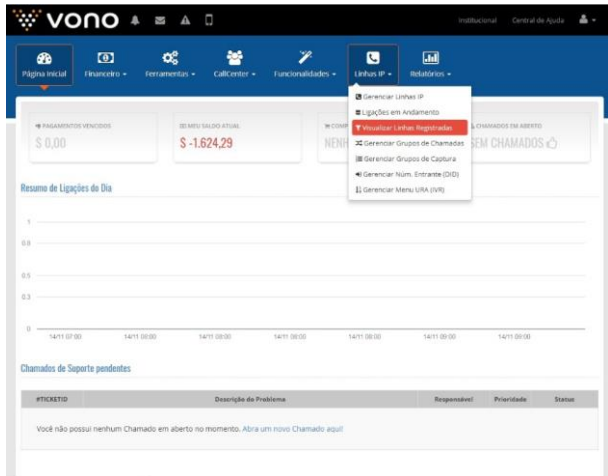 vono
Institucional Central de Ajuda
Página Inicial Financeiro Ferramentas CallCenter Funcionalidades Linhas IP Relatórios
Gerenciar Linhas IP
Ligações em Andamento
Visualizar Linhas Registradas
Gerenciar Grupos de Chamadas
Gerenciar Grupos de Captura
Gerenciar Núm. Entrante (DID)
Gerenciar Menu URA (IVR)
PAGAMENTOS VENCIDOS MEU SALDO ATUAL CHAMADOS EM ABERTO
$ 0,00 $ -1.624,29 SEM CHAMADOS
Resumo de Ligações do Dia
1
0.8
0.5
0.3
0
14/11 07:00 14/11 08:00 14/11 08:00 14/11 08:00 14/11 08:00 14/11 09:00 14/11 09:00
Chamados de Suporte pendentes
#TICKETID Descrição do Problema Responsável Prioridade Status
Você não possui nenhum Chamado em aberto no momento. Abra um novo Chamado aqui!